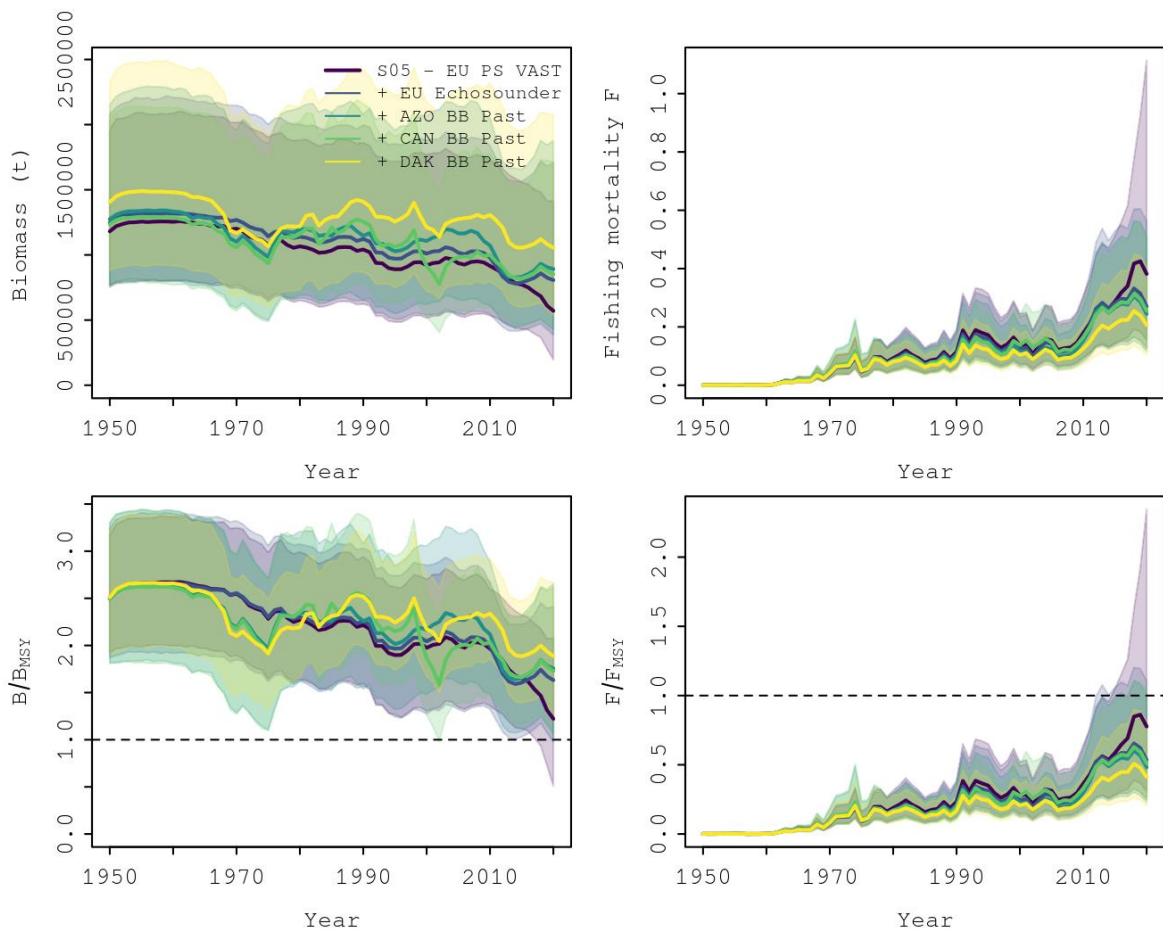 Biomass (t)
0 500000 1500000 2500000
S05 - EU PS VAST
+ EU Echosounder
+ AZO BB Past
+ CAN BB Past
+ DAK BB Past
1950 1970 1990 2010
Year
Fishing mortality F
0.0 0.2 0.4 0.6 0.8 1.0
1950 1970 1990 2010
Year
B/BMSY
0.0 1.0 2.0 3.0
1950 1970 1990 2010
Year
F/FMSY
0.0 0.5 1.0 1.5 2.0
1950 1970 1990 2010
Year